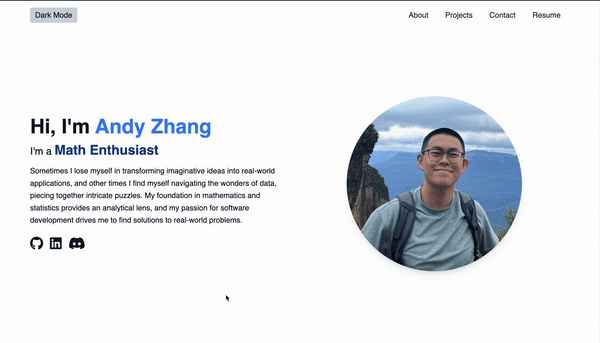 Dark Mode
About
Projects
Contact
Resume
Hi, I'm Andy Zhang
I'm a Math Enthusiast
Sometimes I lose myself in transforming imaginative ideas into real-world
applications, and other times I find myself navigating the wonders of data,
piecing together intricate puzzles. My foundation in mathematics and
statistics provides an analytical lens, and my passion for software
development drives me to find solutions to real-world problems.